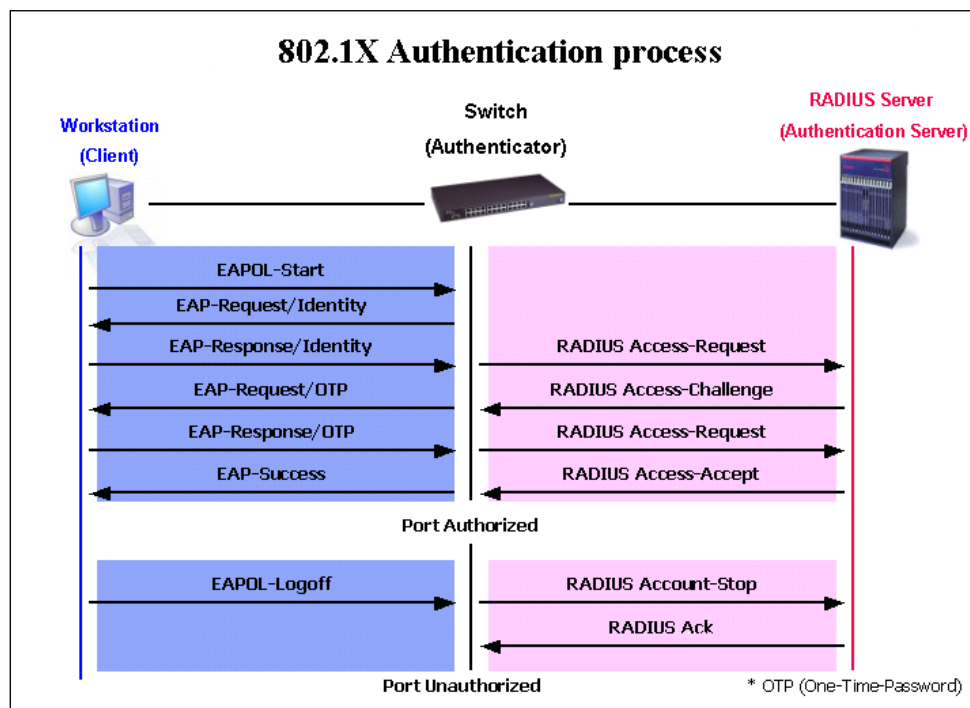 802.1X Authentication process
Workstation
(Client)
Switch
(Authenticator)
RADIUS Server
(Authentication Server)
EAPOL-Start
EAP-Request/Identity
EAP-Response/Identity
RADIUS Access-Request
EAP-Request/OTP
RADIUS Access-Challenge
EAP-Response/OTP
RADIUS Access-Request
EAP-Success
RADIUS Access-Accept
Port Authorized
EAPOL-Logoff
RADIUS Account-Stop
RADIUS Ack
Port Unauthorized
* OTP (One-Time-Password)